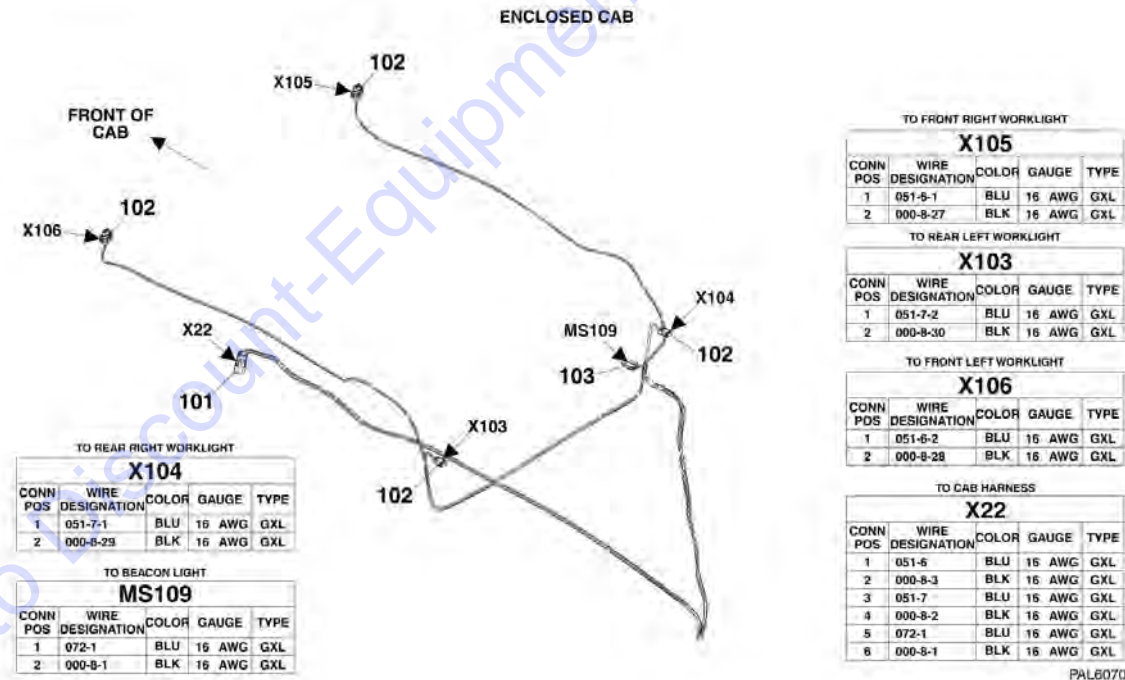 ENCLOSED CAB
102
X105
FRONT OF
CAB
102
X106
X104
X22
MS109
102
103
101
X103
102
TO REAR RIGHT WORKLIGHT
X104
CONN POS WIRE DESIGNATION COLOR GAUGE TYPE
1 051-7-1 BLU 16 AWG GXL
2 000-8-29 BLK 16 AWG GXL
TO BEACON LIGHT
MS109
CONN POS WIRE DESIGNATION COLOR GAUGE TYPE
1 072-1 BLU 16 AWG GXL
2 000-8-1 BLK 16 AWG GXL
TO FRONT RIGHT WORKLIGHT
X105
CONN POS WIRE DESIGNATION COLOR GAUGE TYPE
1 051-6-1 BLU 16 AWG GXL
2 000-8-27 BLK 16 AWG GXL
TO REAR LEFT WORKLIGHT
X103
CONN POS WIRE DESIGNATION COLOR GAUGE TYPE
1 051-7-2 BLU 16 AWG GXL
2 000-8-30 BLK 16 AWG GXL
TO FRONT LEFT WORKLIGHT
X106
CONN POS WIRE DESIGNATION COLOR GAUGE TYPE
1 051-6-2 BLU 16 AWG GXL
2 000-8-28 BLK 16 AWG GXL
TO CAB HARNESS
X22
CONN POS WIRE DESIGNATION COLOR GAUGE TYPE
1 051-6 BLU 16 AWG GXL
2 000-8-3 BLK 16 AWG GXL
3 051-7 BLU 16 AWG GXL
4 000-8-2 BLK 16 AWG GXL
5 072-1 BLU 16 AWG GXL
6 000-8-1 BLK 16 AWG GXL
PAL6070
to Discount-Equipment